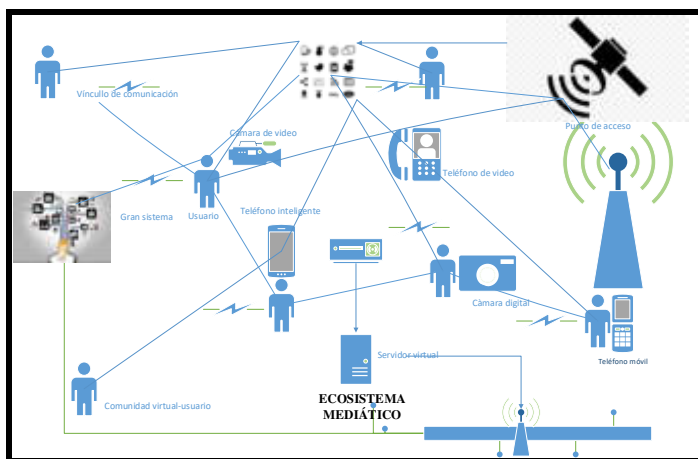 Vínculo de comunicación
Punto de acceso
Cámara de video
Teléfono de video
Teléfono inteligente
Gran sistema
Usuario
Càmara digital
Servidor virtual
Teléfono móvil
ECOSISTEMA
MEDIÁTICO
Comunidad virtual-usuario